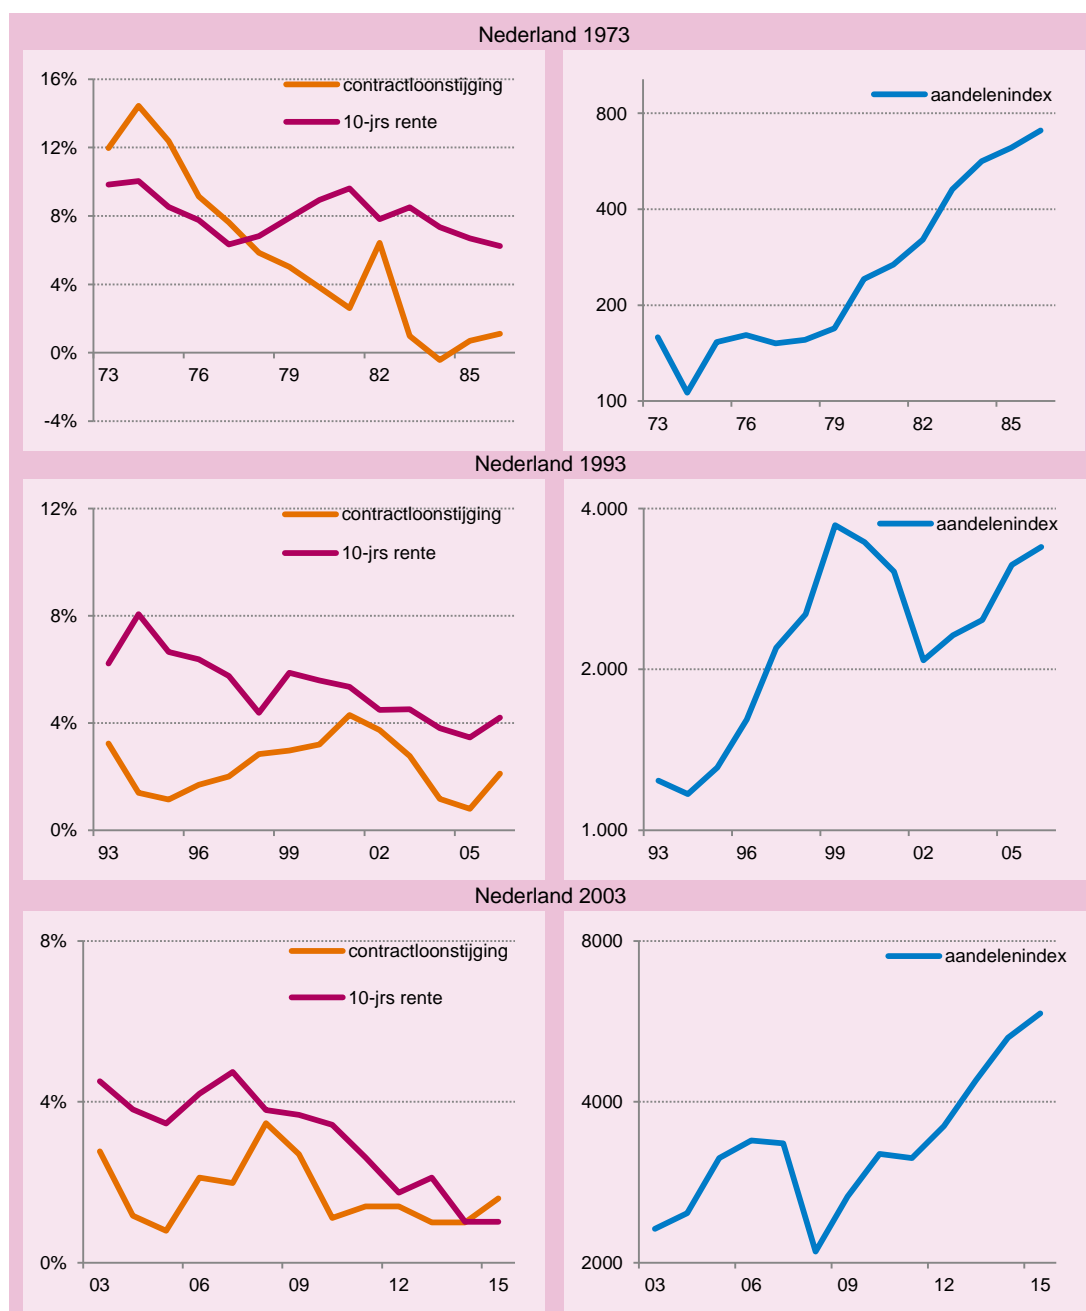 Nederland 1973
16%
12%
8%
4%
0%
-4%
contractloonstijging
10-jrs rente
73 76 79 82 85
aandelenindex
800
400
200
100
73 76 79 82 85
Nederland 1993
12%
8%
4%
0%
contractloonstijging
10-jrs rente
93 96 99 02 05
aandelenindex
4.000
2.000
1.000
93 96 99 02 05
Nederland 2003
8%
4%
0%
contractloonstijging
10-jrs rente
03 06 09 12 15
aandelenindex
8000
4000
2000
03 06 09 12 15